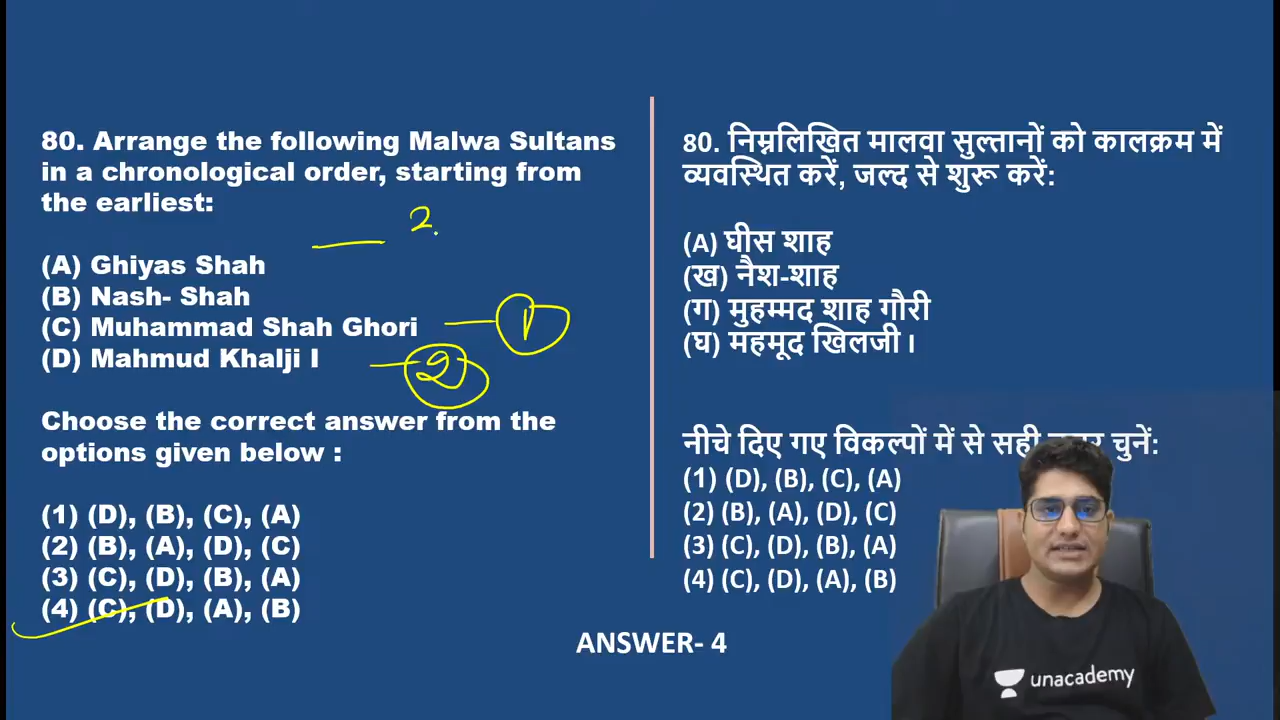 80. Arrange the following Malwa Sultans
in a chronological order, starting from
the earliest:
2.
(A) Ghiyas Shah
(B) Nash- Shah
(C) Muhammad Shah Ghori
1
(D) Mahmud Khalji I
2
Choose the correct answer from the
options given below :
(1) (D), (B), (C), (A)
(2) (B), (A), (D), (C)
(3) (C), (D), (B), (A)
(4) (C), (D), (A), (B)
80. निम्नलिखित मालवा सुल्तानों को कालक्रम में
व्यवस्थित करें, जल्द से शुरू करें:
(A) घीस शाह
(ख) नैश-शाह
(ग) मुहम्मद शाह गौरी
(घ) महमूद खिलजी।
नीचे दिए गए विकल्पों में से सही चुनें:
(1) (D), (B), (C), (A)
(2) (B), (A), (D), (C)
(3) (C), (D), (B), (A)
(4) (C), (D), (A), (B)
ANSWER- 4
unacademy